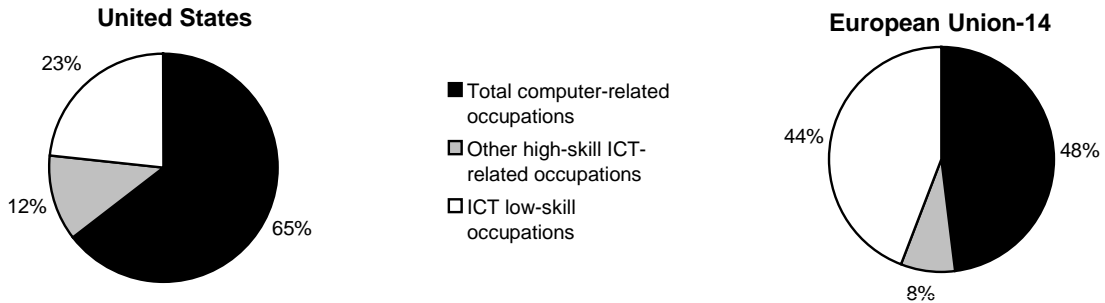 United States
23%
12%
65%
Total computer-related
occupations
Other high-skill ICT-
related occupations
ICT low-skill
occupations
European Union-14
44%
48%
8%